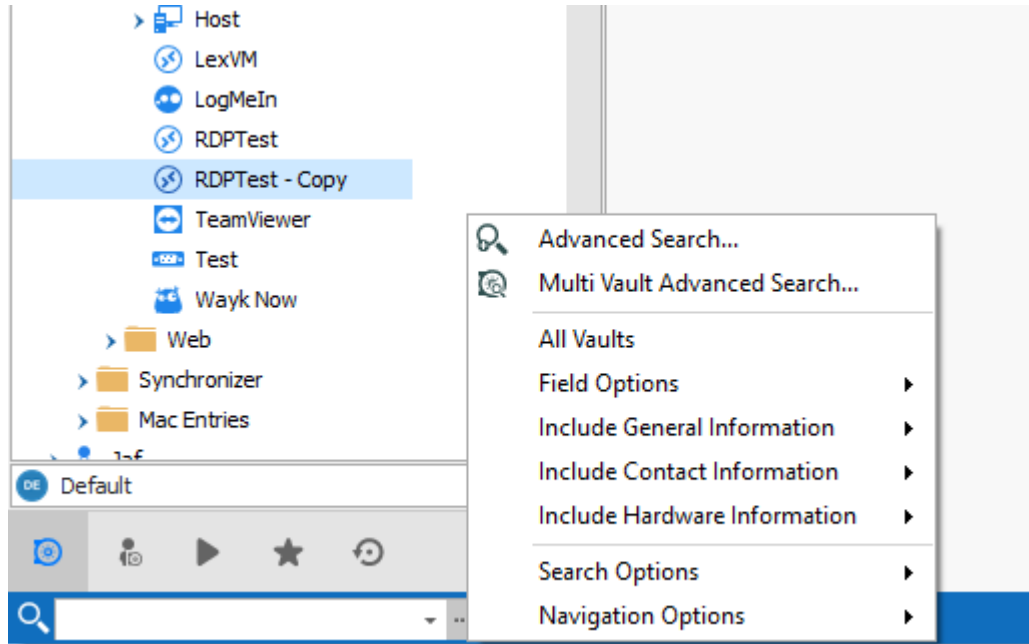 Host
LexVM
LogMeIn
RDPTest
RDPTest - Copy
TeamViewer
Test
Wayk Now
Web
Synchronizer
Mac Entries
Jaf
DE Default
Advanced Search...
Multi Vault Advanced Search...
All Vaults
Field Options
Include General Information
Include Contact Information
Include Hardware Information
Search Options
Navigation Options